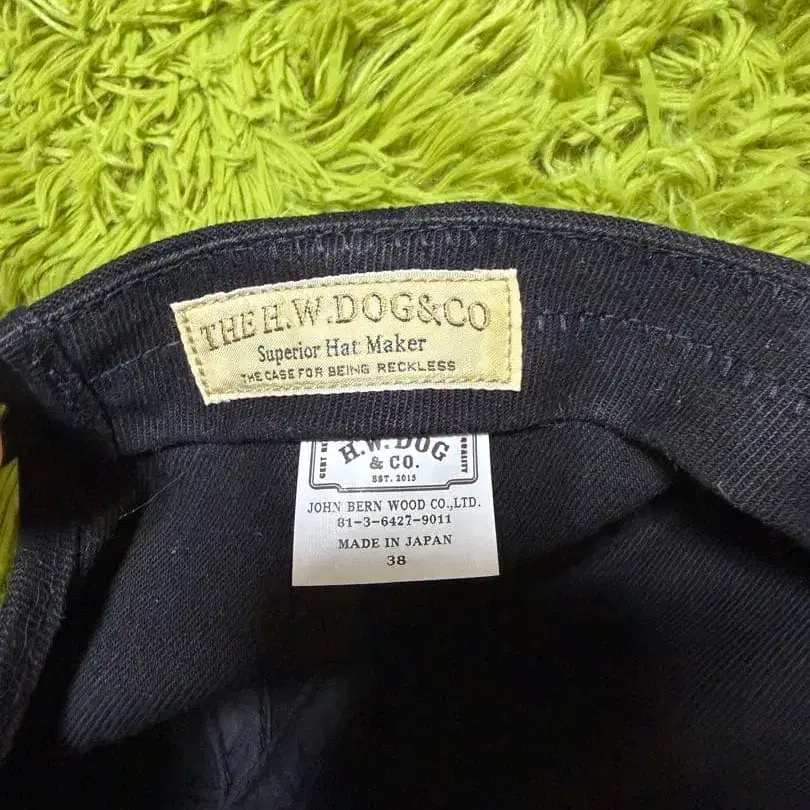 THE H.W.DOG&CO
Superior Hat Maker
THE CASE FOR BEING RECKLESS
H.W.DOG
& CO.
EST. 2015
JOHN BERN WOOD CO.,LTD.
81-3-6427-9011
MADE IN JAPAN
38